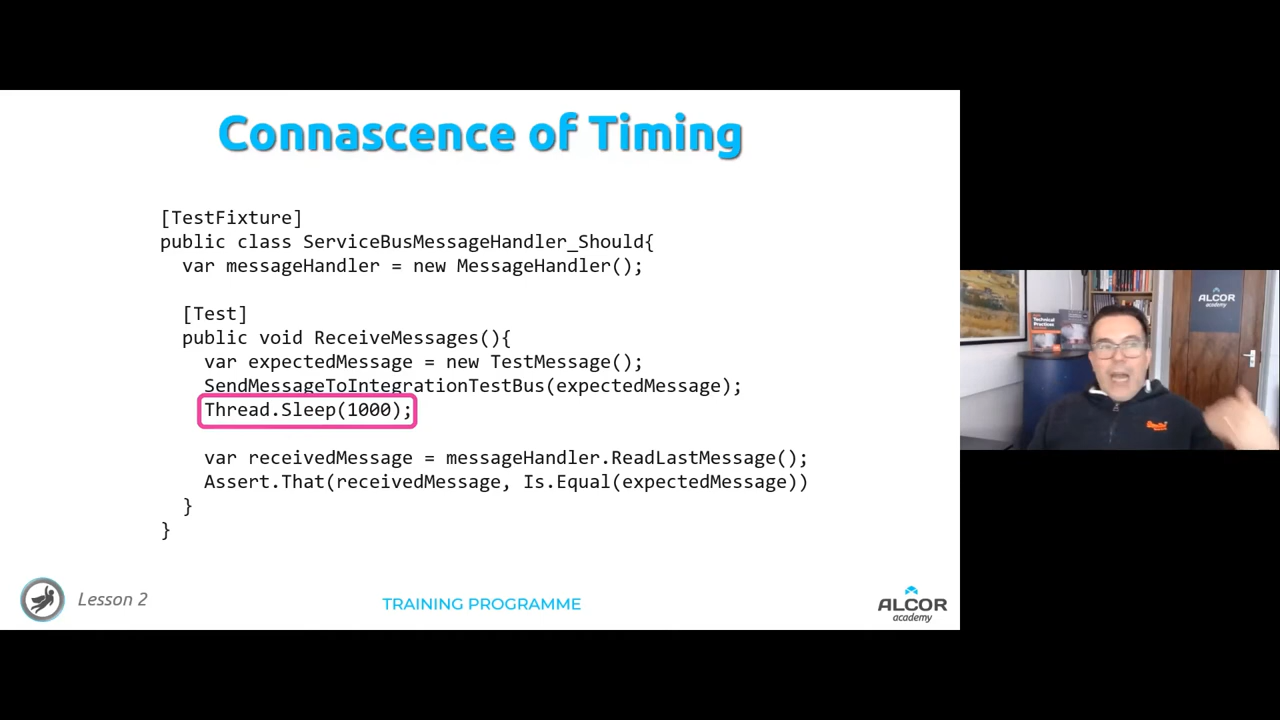 Connascence of Timing
[TestFixture]
public class ServiceBusMessageHandler_Should{
var messageHandler = new MessageHandler();
[Test]
public void ReceiveMessages(){
var expectedMessage = new TestMessage();
SendMessageToIntegrationTestBus(expectedMessage);
Thread.Sleep(1000);
var receivedMessage = messageHandler.ReadLastMessage();
Assert.That(receivedMessage, Is.Equal(expectedMessage))
}
}
Lesson 2
TRAINING PROGRAMME
ALCOR
academy
ALCOR
academy
Technical
Practices